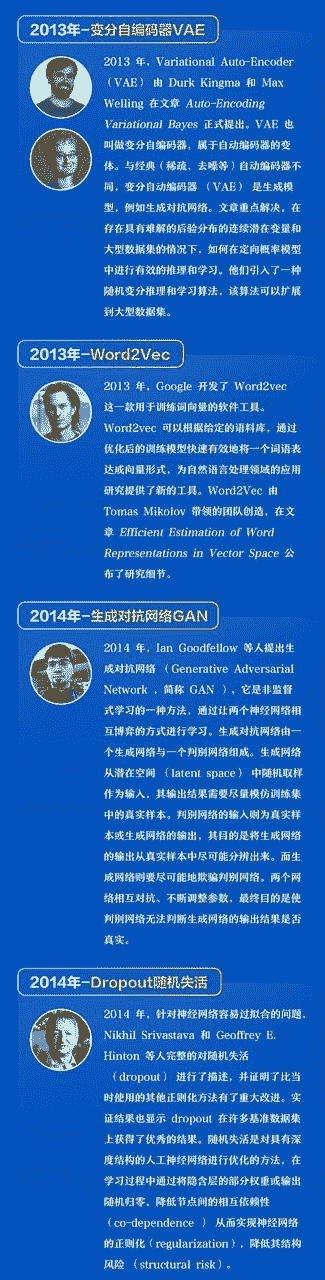 2013年-变分自编码器VAE
2013 年，Variational Auto-Encoder
（VAE） 由 Durk Kingma 和 Max
Welling 在文章 Auto-Encoding
Variational Bayes 正式提出。VAE 也
叫做变分自编码器，属于自动编码器的变
体。与经典（稀疏、去噪等）自动编码器不
同，变分自动编码器 （VAE） 是生成模
型，例如生成对抗网络。文章重点解决，在
存在具有难解的后验分布的连续潜在变量和
大型数据集的情况下，如何在定向概率模型
中进行有效的推理和学习。他们引入了一种
随机变分推理和学习算法，该算法可以扩展
到大型数据集。
2013年-Word2Vec
2013 年，Google 开发了 Word2vec
这一款用于训练词向量的软件工具。
Word2vec 可以根据给定的语料库，通过
优化后的训练模型快速有效地将一个词语表
达成向量形式，为自然语言处理领域的应用
研究提供了新的工具。Word2Vec 由
Tomas Mikolov 带领的团队创造，在文
章 Efficient Estimation of Word
Representations in Vector Space 公
布了研究细节。
2014年-生成对抗网络GAN
2014 年，Ian Goodfellow 等人提出生
成对抗网络 （Generative Adversarial
Network ，简称 GAN ），它是非监督
式学习的一种方法，通过让两个神经网络相
互博弈的方式进行学习。生成对抗网络由一
个生成网络与一个判别网络组成。生成网络
从潜在空间 （latent space） 中随机取样
作为输入，其输出结果需要尽量模仿训练集
中的真实样本。判别网络的输入则为真实样
本或生成网络的输出，其目的是将生成网络
的输出从真实样本中尽可能分辨出来。而生
成网络则要尽可能地欺骗判别网络。两个网
络相互对抗、不断调整参数，最终目的是使
判别网络无法判断生成网络的输出结果是否
真实。
2014年-Dropout随机失活
2014 年，针对神经网络容易过拟合的问题，
Nikhil Srivastava 和 Geoffrey E.
Hinton 等人完整的对随机失活
（dropout） 进行了描述，并证明了比当
时使用的其他正则化方法有了重大改进。实
证结果也显示 dropout 在许多基准数据集
上获得了优秀的结果。随机失活是对具有深
度结构的人工神经网络进行优化的方法，在
学习过程中通过将隐含层的部分权重或输出
随机归零，降低节点间的相互依赖性
（co-dependence ） 从而实现神经网络
的正则化（regularization），降低其结构
风险 （structural risk）。